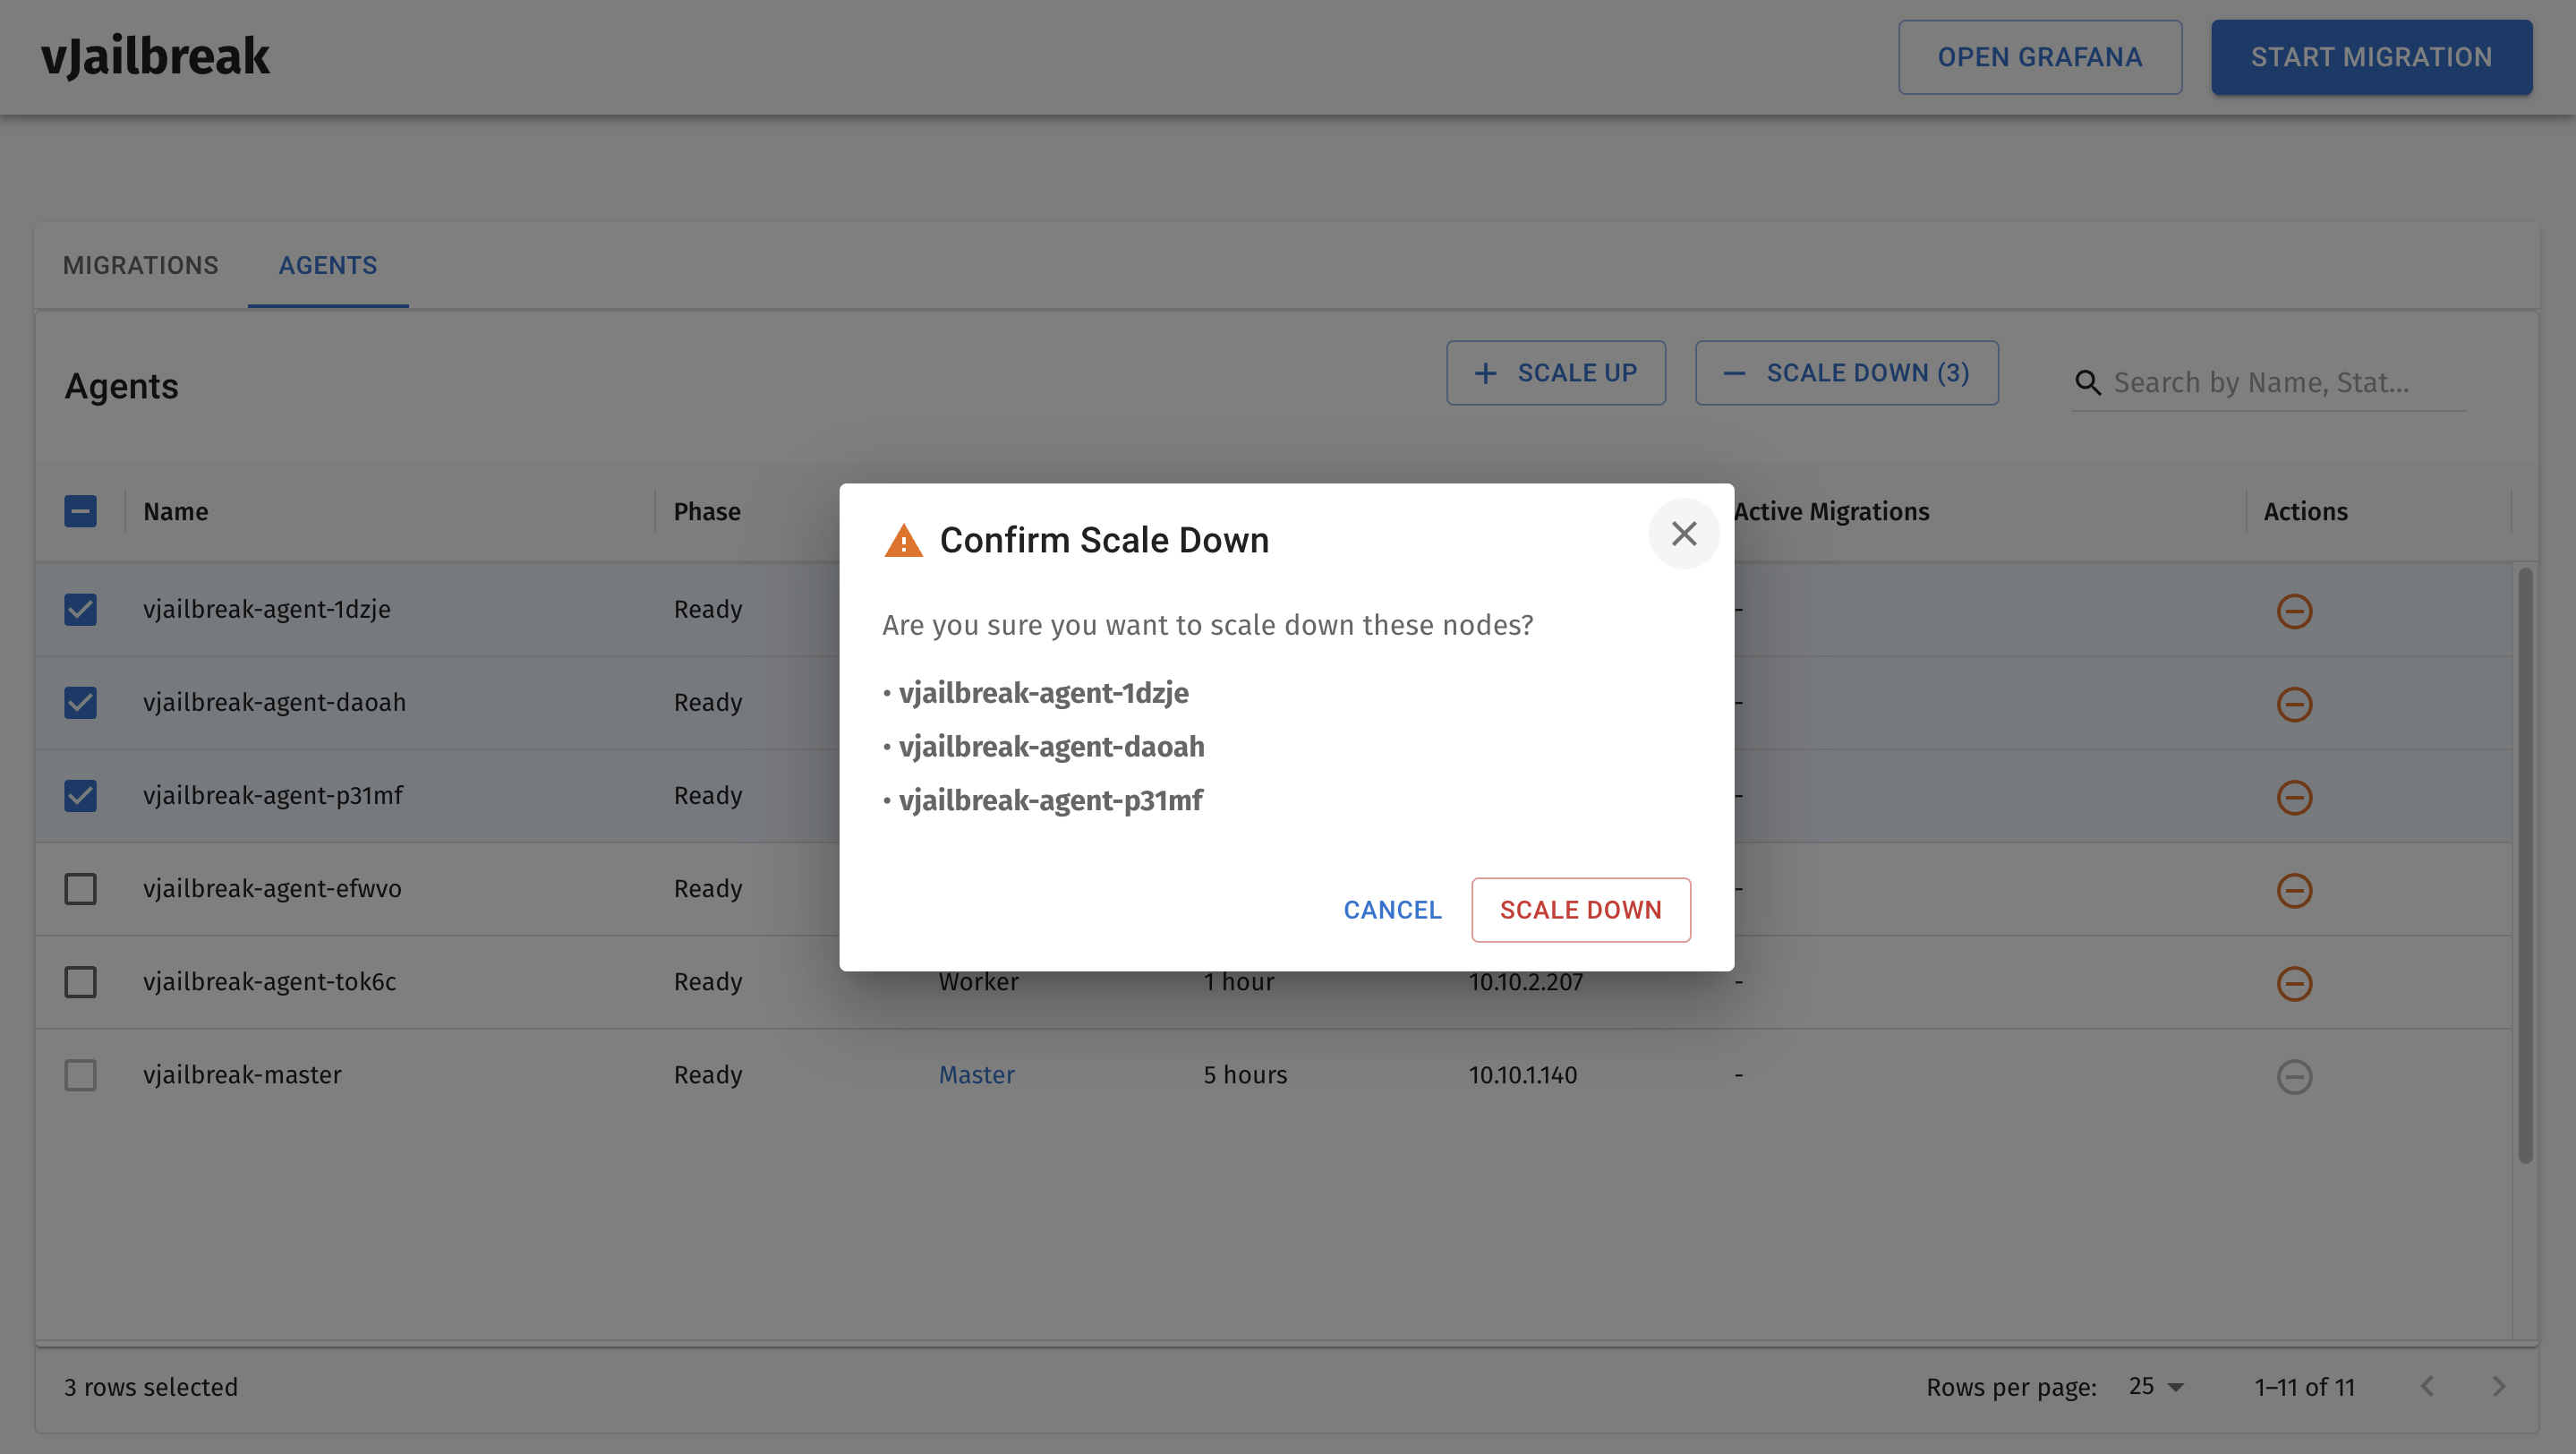 vJailbreak
OPEN GRAFANA
START MIGRATION
MIGRATIONS
AGENTS
Agents
SCALE UP
SCALE DOWN (3)
Search by Name, Stat...
Name
Phase
Active Migrations
Actions
vjailbreak-agent-1dzje
Ready
-
vjailbreak-agent-daoah
Ready
-
vjailbreak-agent-p31mf
Ready
-
vjailbreak-agent-efwvo
Ready
-
vjailbreak-agent-tok6c
Ready
Worker
1 hour
10.10.2.207
-
vjailbreak-master
Ready
Master
5 hours
10.10.1.140
-
Confirm Scale Down
Are you sure you want to scale down these nodes?
• vjailbreak-agent-1dzje
• vjailbreak-agent-daoah
• vjailbreak-agent-p31mf
CANCEL
SCALE DOWN
3 rows selected
Rows per page:
25
1–11 of 11